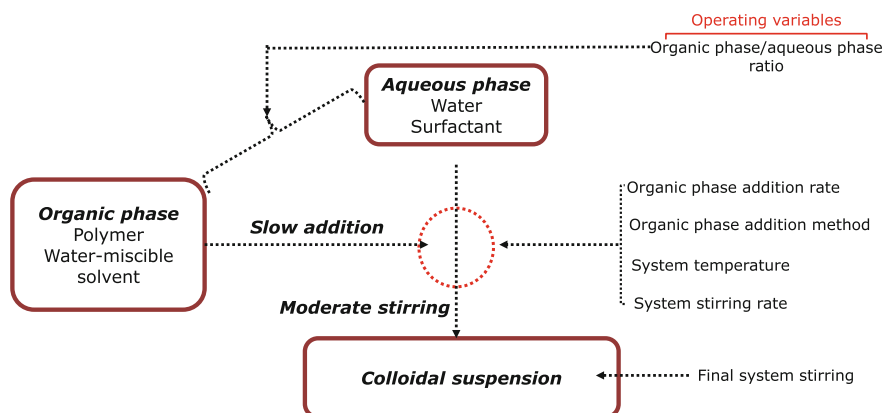 Operating variables
Organic phase/aqueous phase
ratio
Aqueous phase
Water
Surfactant
Organic phase
Polymer
Water-miscible
solvent
Slow addition
Organic phase addition rate
Organic phase addition method
System temperature
System stirring rate
Moderate stirring
Colloidal suspension
Final system stirring